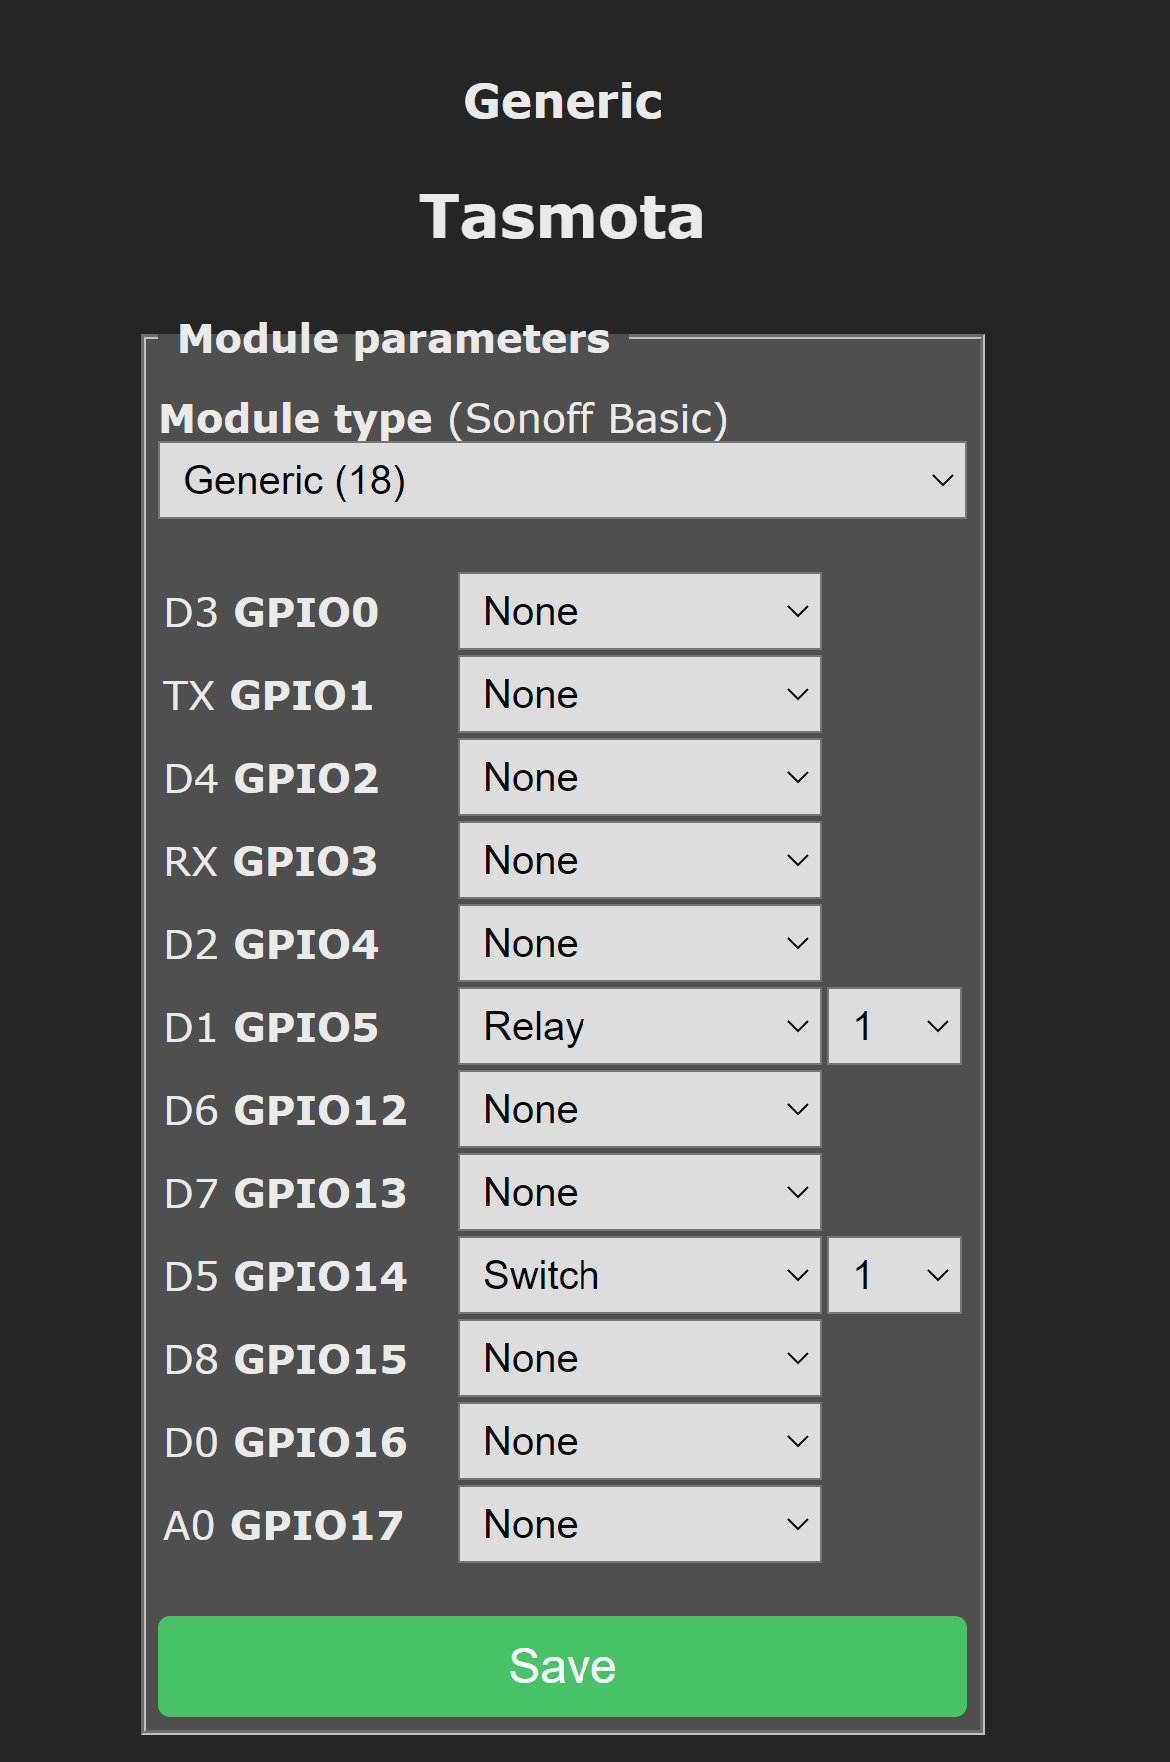 Generic
Tasmota
Module parameters
Module type (Sonoff Basic)
Generic (18)
D3 GPIO0 None
TX GPIO1 None
D4 GPIO2 None
RX GPIO3 None
D2 GPIO4 None
D1 GPIO5 Relay 1
D6 GPIO12 None
D7 GPIO13 None
D5 GPIO14 Switch 1
D8 GPIO15 None
D0 GPIO16 None
A0 GPIO17 None
Save